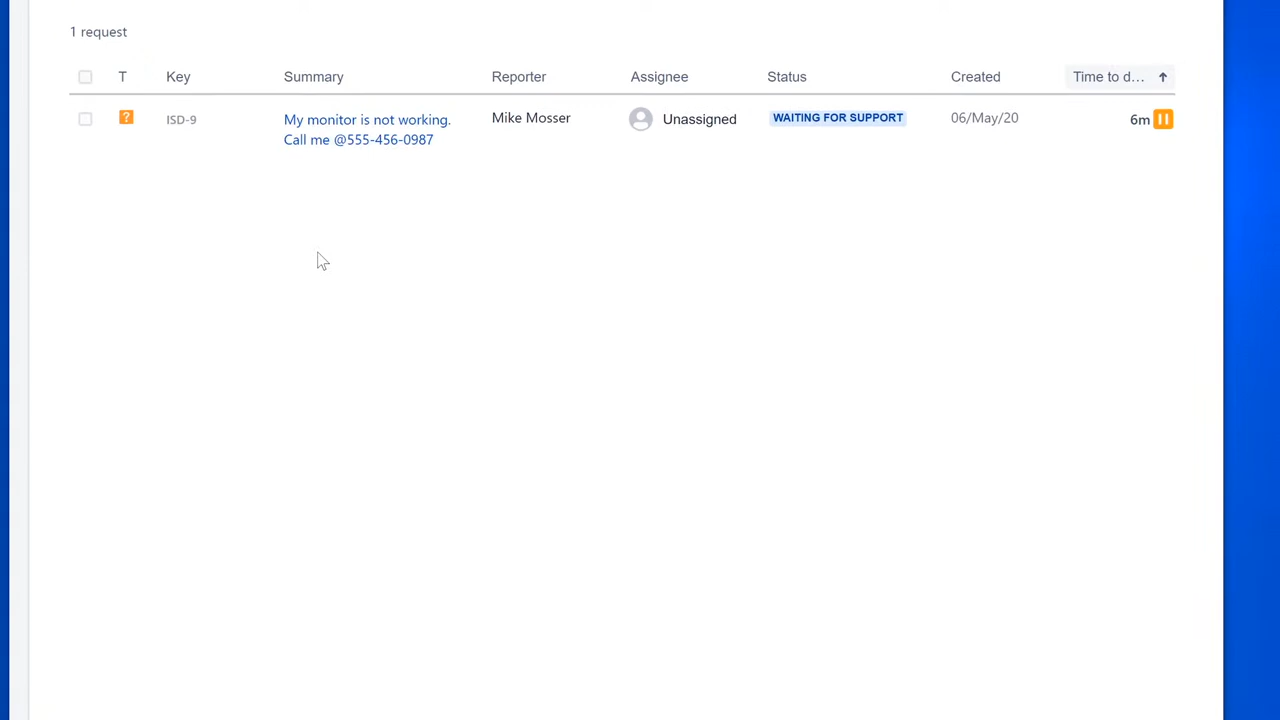 1 request
T Key Summary Reporter Assignee Status Created Time to d... ↑
? ISD-9 My monitor is not working. Mike Mosser Unassigned WAITING FOR SUPPORT 06/May/20 6m
Call me @555-456-0987